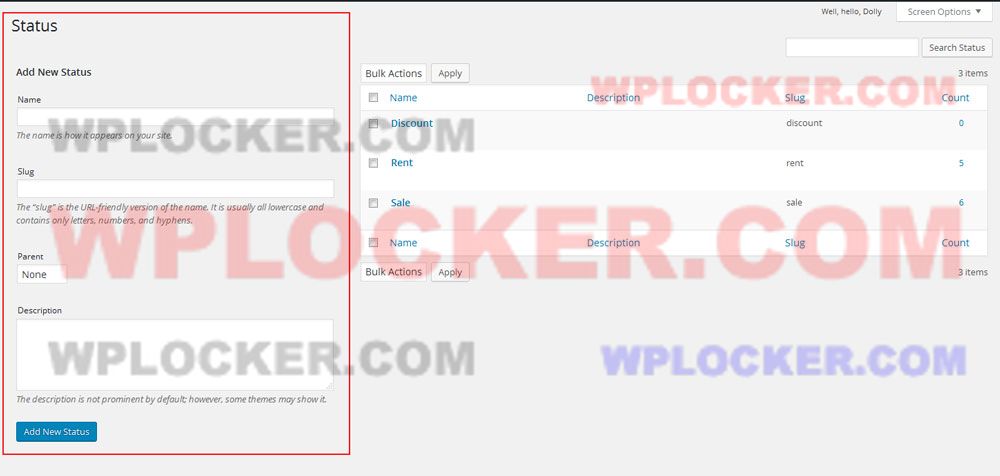 Well, hello, Dolly
Screen Options ▼
Status
Search Status
Add New Status
Bulk Actions Apply 3 items
WPLOCKER.COM
Name Description Slug Count
Name
Discount discount 0
The name is how it appears on your site.
WPLOCKER.COM
Rent rent 5
Slug
Sale sale 6
The "slug" is the URL-friendly version of the name. It is usually all lowercase and
contains only letters, numbers, and hyphens.
WPLOCKER.COM
Name Description Slug Count
Parent
None
Bulk Actions Apply 3 items
Description
WPLOCKER.COM
WPLOCKER.COM
The description is not prominent by default; however, some themes may show it.
Add New Status